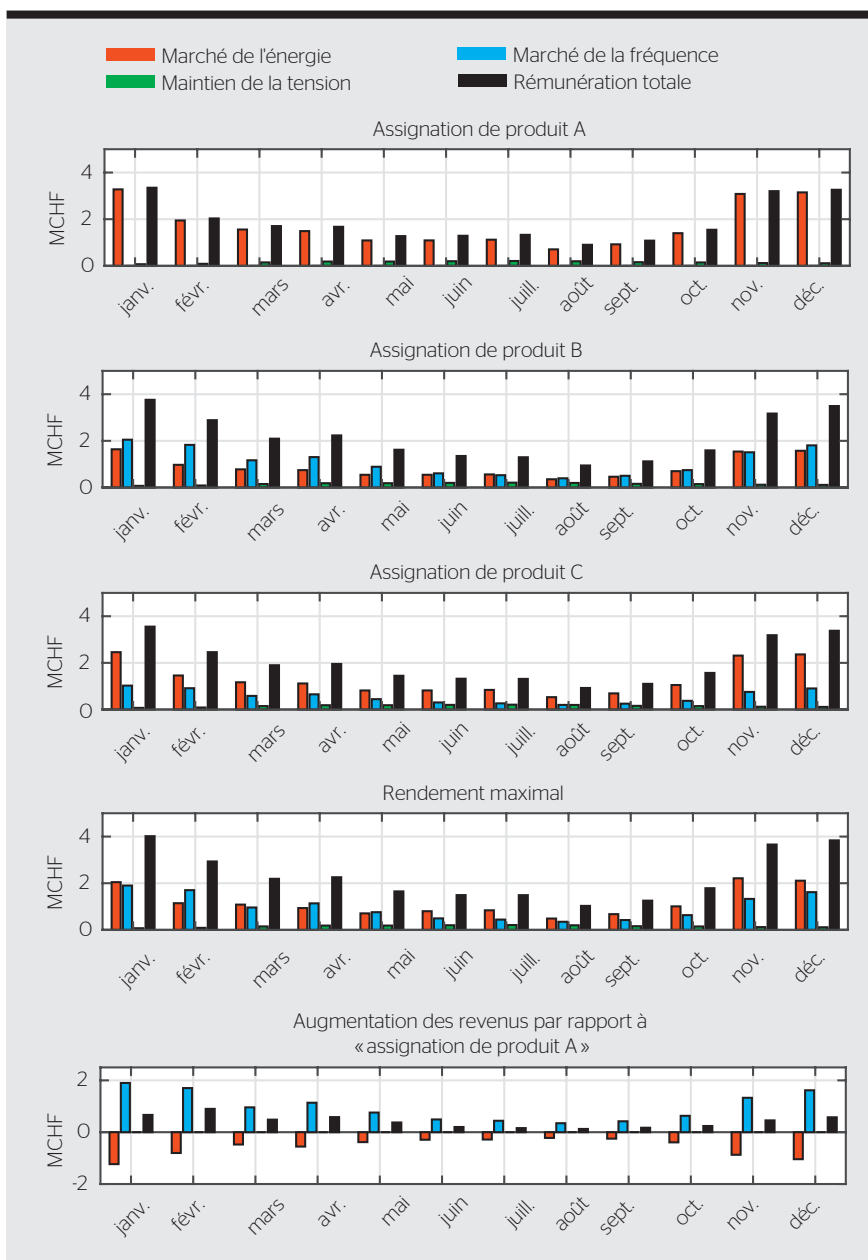 Marché de l'énergie
Marché de la fréquence
Maintien de la tension
Rémunération totale
Assignation de produit A
4
2
0
MCHF
janv.
févr.
mars
avr.
mai
juin
juill.
août
sept.
oct.
nov.
déc.
Assignation de produit B
4
2
0
MCHF
janv.
févr.
mars
avr.
mai
juin
juill.
août
sept.
oct.
nov.
déc.
Assignation de produit C
4
2
0
MCHF
janv.
févr.
mars
avr.
mai
juin
juill.
août
sept.
oct.
nov.
déc.
Rendement maximal
4
2
0
MCHF
janv.
févr.
mars
avr.
mai
juin
juill.
août
sept.
oct.
nov.
déc.
Augmentation des revenus par rapport à
« assignation de produit A »
2
0
-2
MCHF
janv.
févr.
mars
avr.
mai
juin
juill.
août
sept.
oct.
nov.
déc.